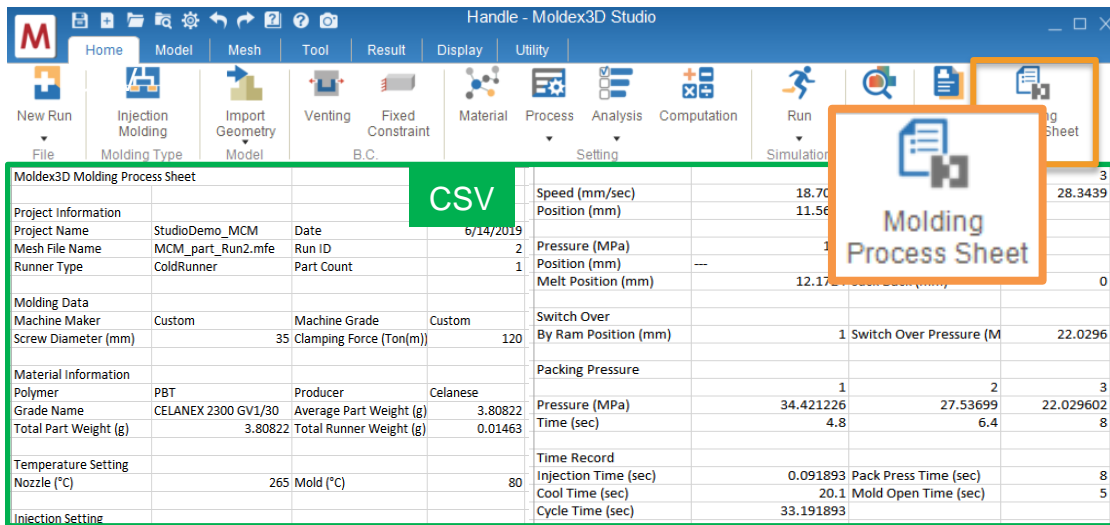 Handle - Moldex3D Studio
M
Home Model Mesh Tool Result Display Utility
New Run Injection Molding Import Geometry Venting Fixed Constraint Material Process Analysis Computation Run
File Molding Type Model B.C. Setting Simulation
Sheet
Molding Process Sheet
CSV
Moldex3D Molding Process Sheet
Project Information
Project Name StudioDemo_MCM Date 6/14/2019
Mesh File Name MCM_part_Run2.mfe Run ID 2
Runner Type ColdRunner Part Count 1
Molding Data
Machine Maker Custom Machine Grade Custom
Screw Diameter (mm) 35 Clamping Force (Ton(m)) 120
Material Information
Polymer PBT Producer Celanese
Grade Name CELANEX 2300 GV1/30 Average Part Weight (g) 3.80822
Total Part Weight (g) 3.80822 Total Runner Weight (g) 0.01463
Temperature Setting
Nozzle (°C) 265 Mold (°C) 80
Injection Setting
3
Speed (mm/sec) 18.70 28.3439
Position (mm) 11.56
Pressure (MPa)
Position (mm) ---
Melt Position (mm) 0
Switch Over
By Ram Position (mm) 1 Switch Over Pressure (M 22.0296
Packing Pressure
1 2 3
Pressure (MPa) 34.421226 27.53699 22.029602
Time (sec) 4.8 6.4 8
Time Record
Injection Time (sec) 0.091893 Pack Press Time (sec) 8
Cool Time (sec) 20.1 Mold Open Time (sec) 5
Cycle Time (sec) 33.191893